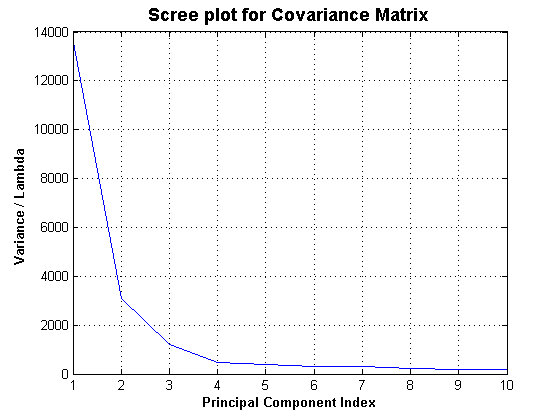 Scree plot for Covariance Matrix
Variance / Lambda
14000
12000
10000
8000
6000
4000
2000
0
1 2 3 4 5 6 7 8 9 10
Principal Component Index